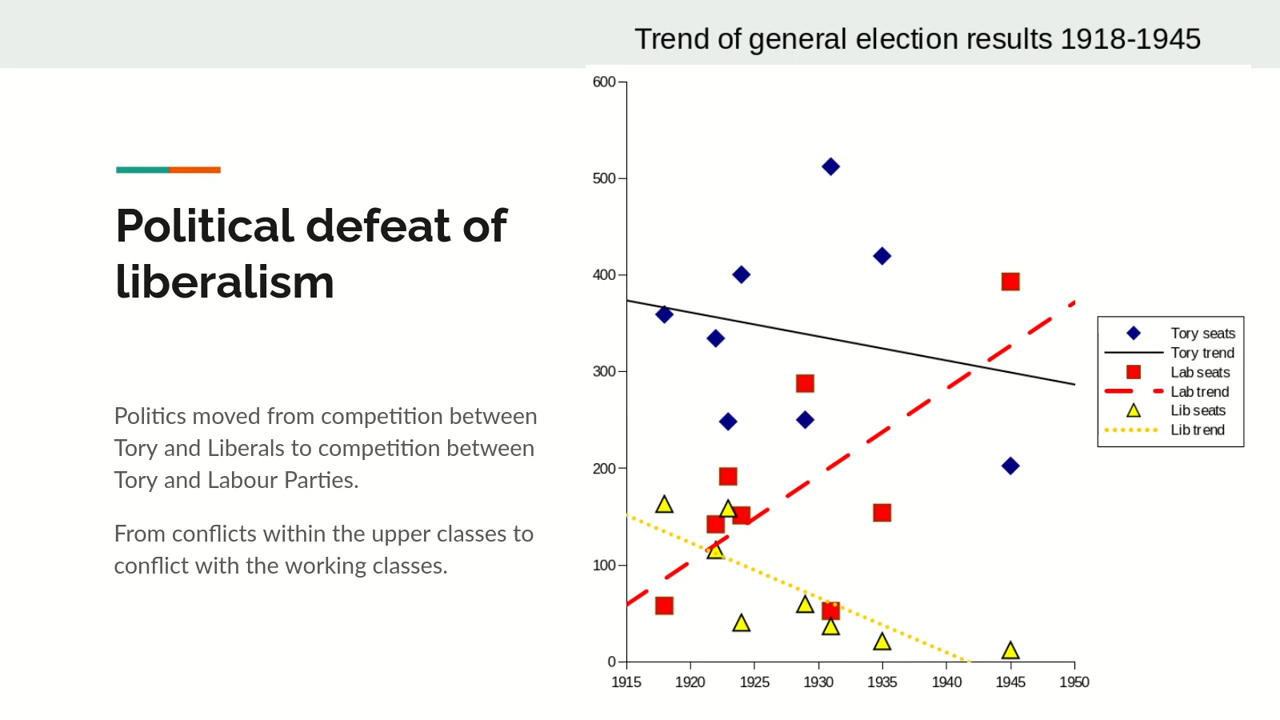 Trend of general election results 1918-1945
Political defeat of
liberalism
Politics moved from competition between
Tory and Liberals to competition between
Tory and Labour Parties.
From conflicts within the upper classes to
conflict with the working classes.
600
500
400
300
200
100
0
1915 1920 1925 1930 1935 1940 1945 1950
Tory seats
Tory trend
Lab seats
Lab trend
Lib seats
Lib trend